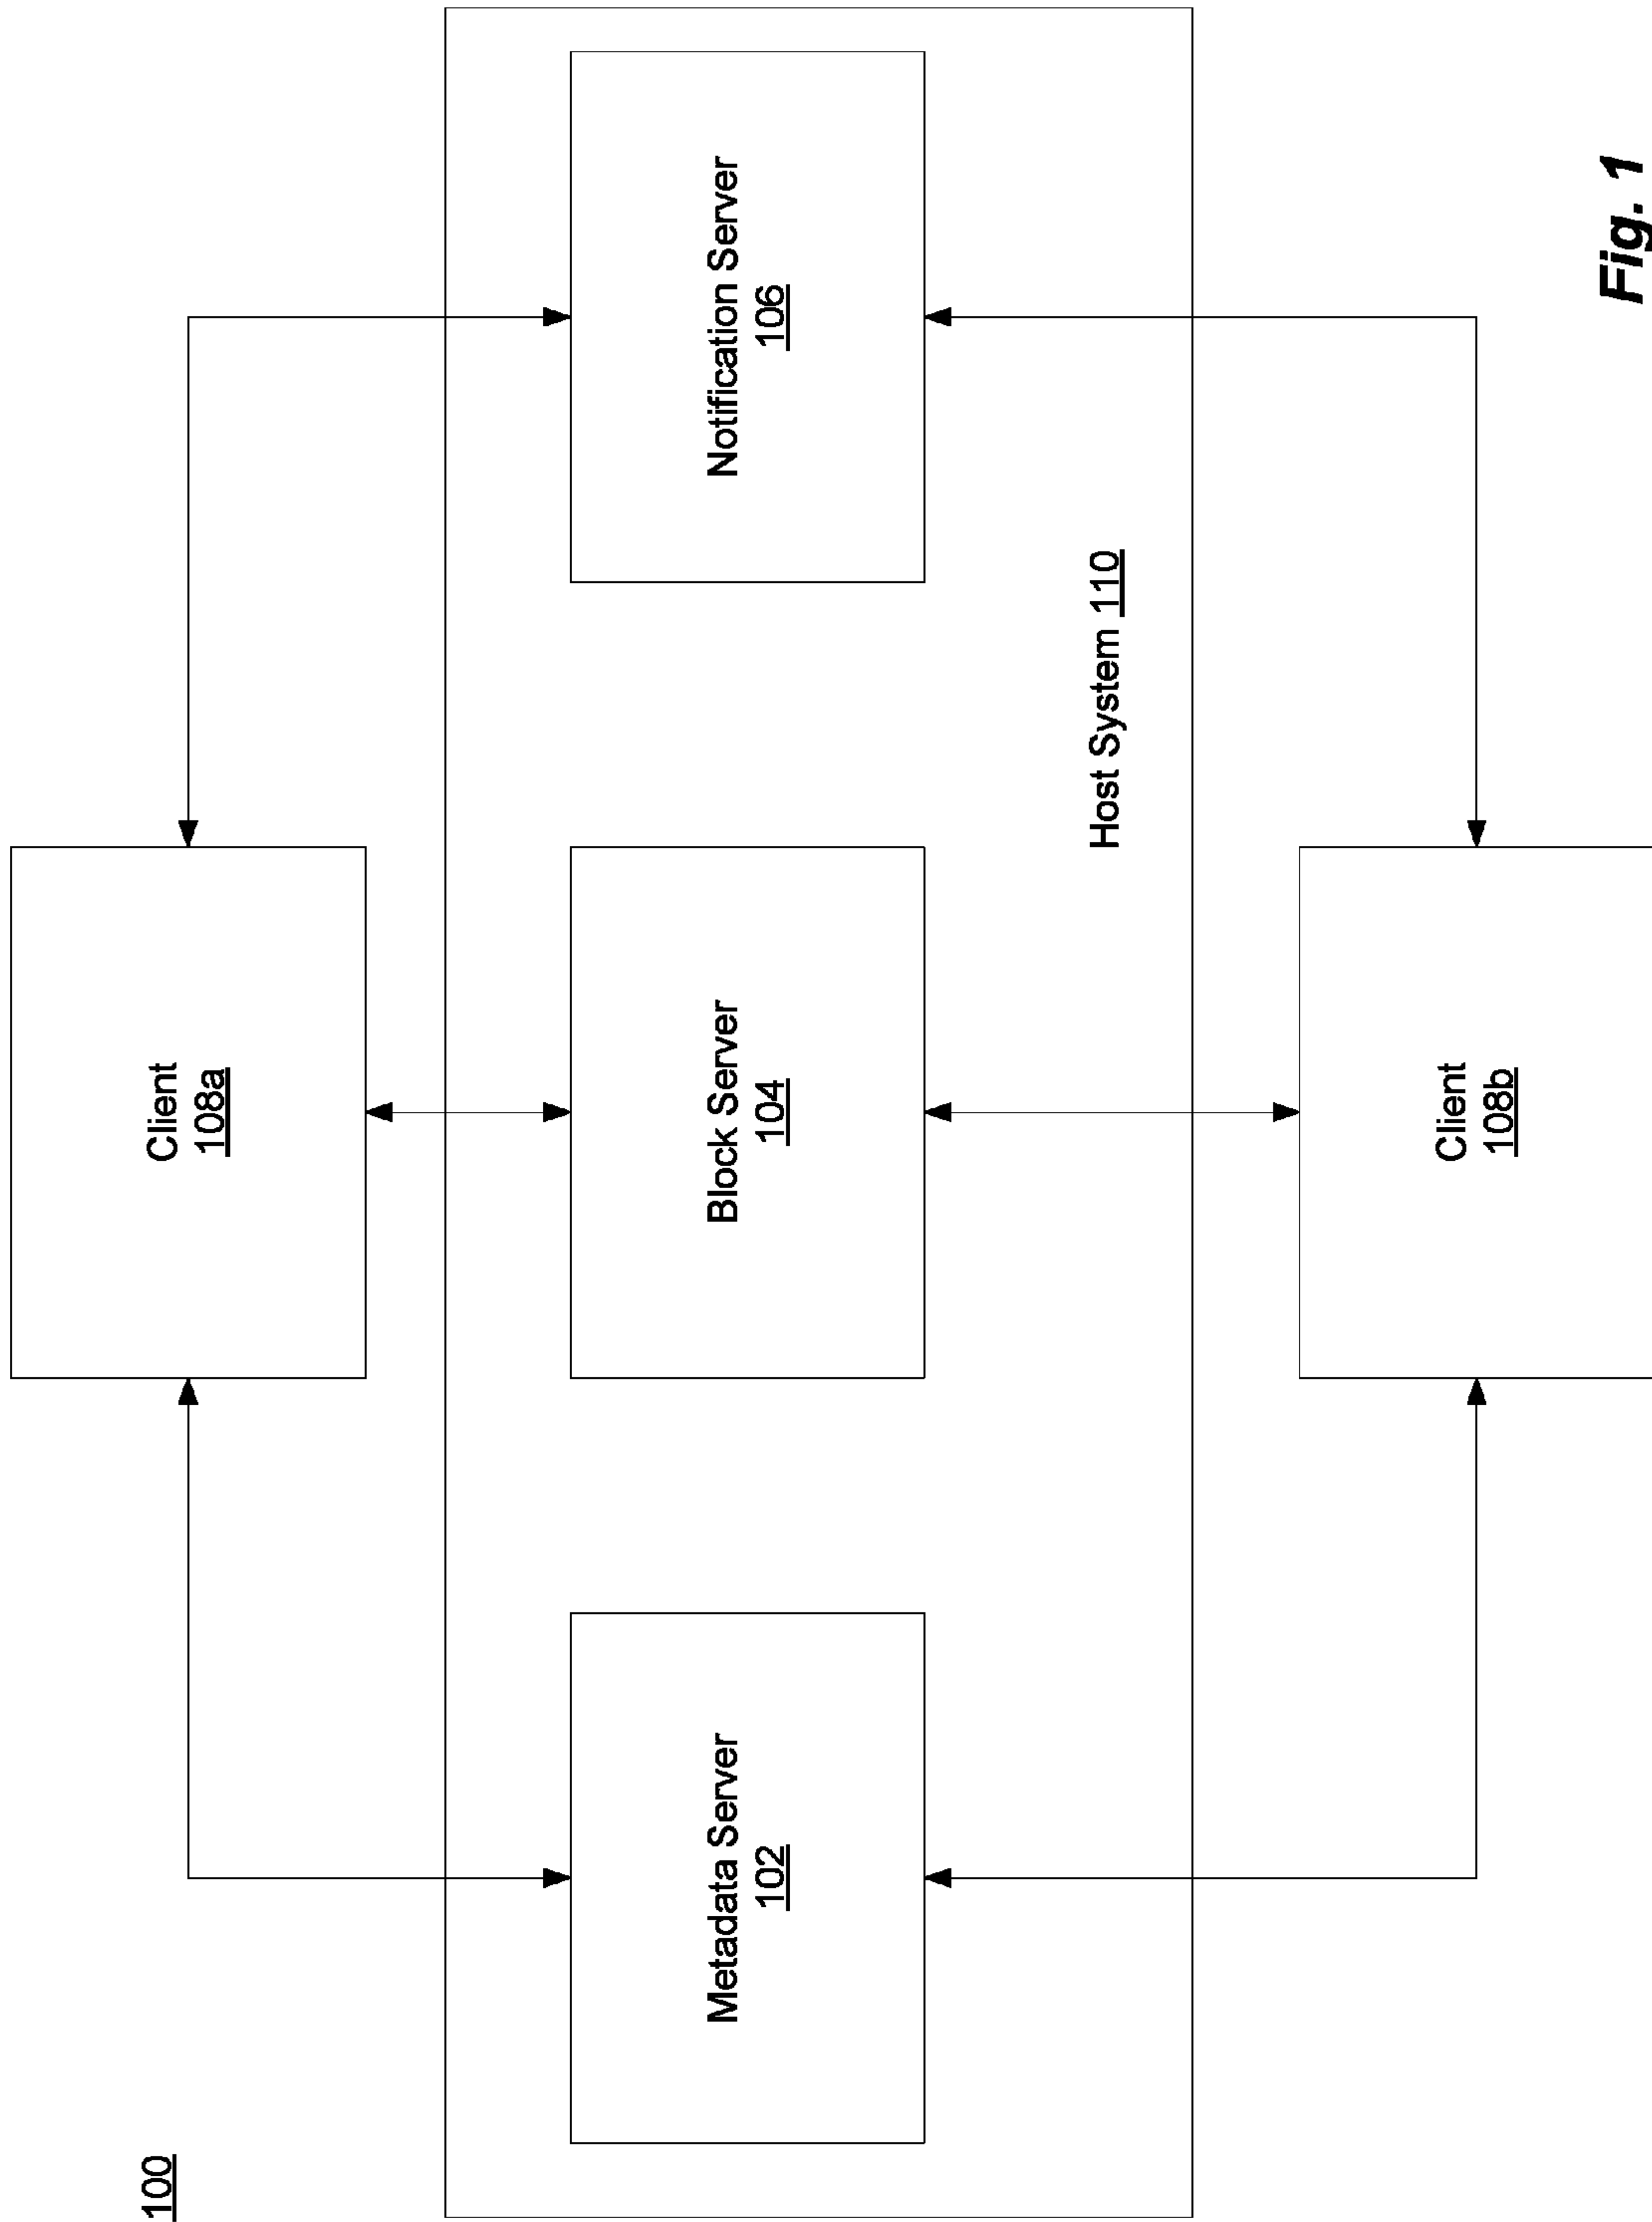 100
Client
108a
Metadata Server
102
Block Server
104
Notification Server
106
Host System 110
Client
108b
Fig. 1